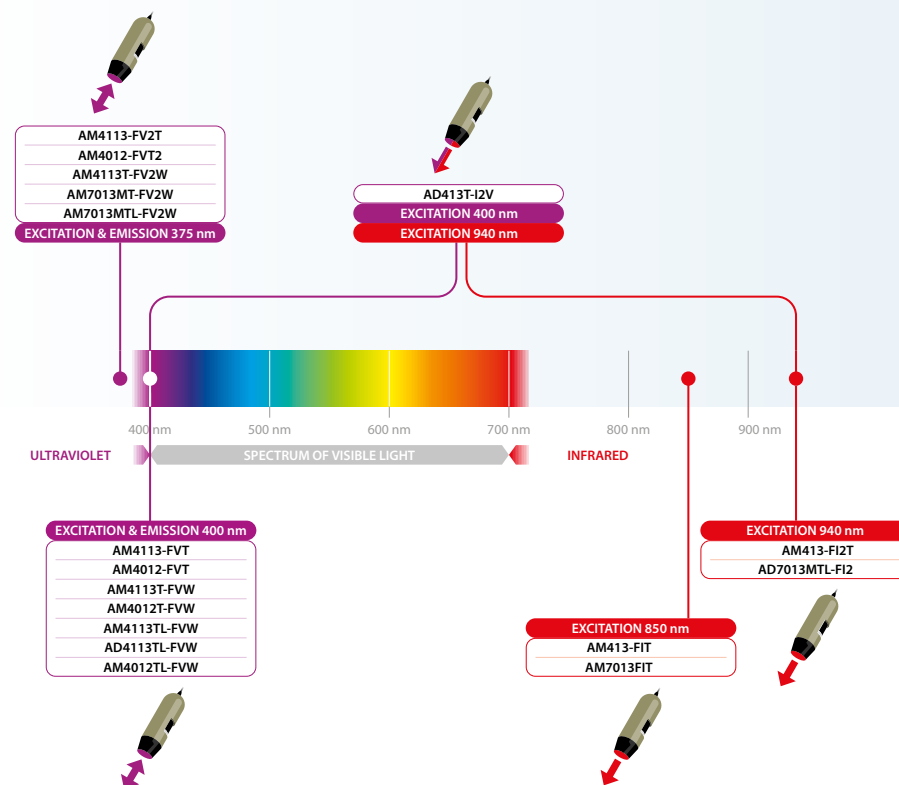 AM4113-FV2T
AM4012-FVT2
AM4113T-FV2W
AM7013MT-FV2W
AM7013MTL-FV2W
EXCITATION & EMISSION 375 nm
AD413T-I2V
EXCITATION 400 nm
EXCITATION 940 nm
400 nm
500 nm
600 nm
700 nm
800 nm
900 nm
ULTRAVIOLET
SPECTRUM OF VISIBLE LIGHT
INFRARED
EXCITATION & EMISSION 400 nm
AM4113-FVT
AM4012-FVT
AM4113T-FVW
AM4012T-FVW
AM4113TL-FVW
AD4113TL-FVW
AM4012TL-FVW
EXCITATION 850 nm
AM413-FIT
AM7013FIT
EXCITATION 940 nm
AM413-FI2T
AD7013MTL-FI2